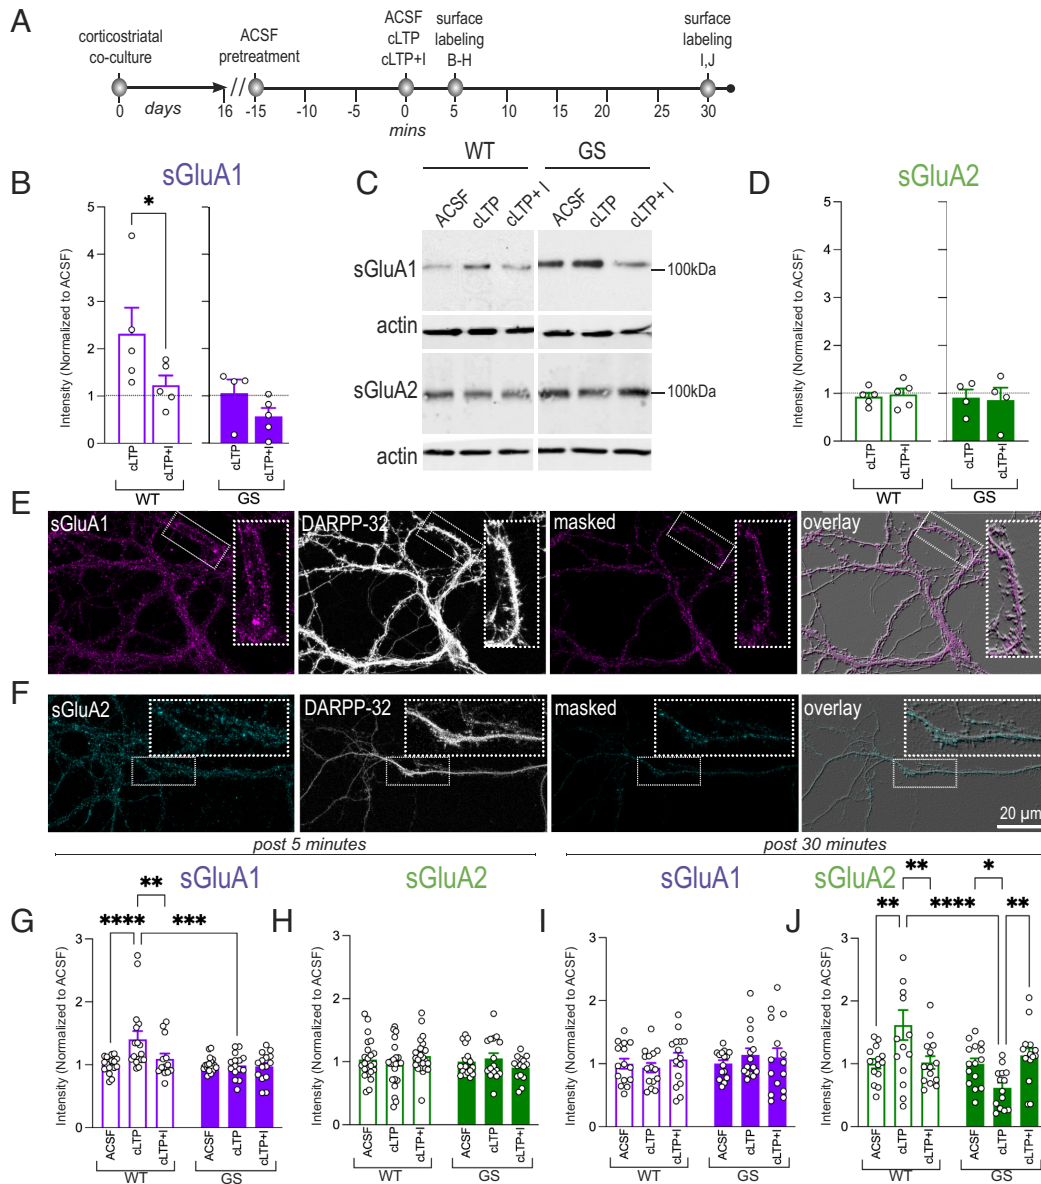 A
corticostriatal
co-culture
ACSF
pretreatment
ACSF
cLTP
cLTP+I
surface
labeling
B-H
surface
labeling
I,J
0
days
16
//
-15
-10
-5
0
5
10
15
20
25
30
mins
B
sGluA1
Intensity (Normalized to ACSF)
5
4
3
2
1
0
*
cLTP
cLTP+I
cLTP
cLTP+I
WT
GS
C
WT
GS
ACSF
cLTP
cLTP+ I
ACSF
cLTP
cLTP+ I
sGluA1
100kDa
actin
sGluA2
100kDa
actin
D
sGluA2
Intensity (Normalized to ACSF)
5
4
3
2
1
0
cLTP
cLTP+I
cLTP
cLTP+I
WT
GS
E
sGluA1
DARPP-32
masked
overlay
F
sGluA2
DARPP-32
masked
overlay
20 μm
post 5 minutes
post 30 minutes
G
sGluA1
** 
**** ***
Intensity (Normalized to ACSF)
3
2
1
0
ACSF
cLTP
cLTP+I
ACSF
cLTP
cLTP+I
WT
GS
H
sGluA2
Intensity (Normalized to ACSF)
3
2
1
0
ACSF
cLTP
cLTP+I
ACSF
cLTP
cLTP+I
WT
GS
I
sGluA1
Intensity (Normalized to ACSF)
3
2
1
0
ACSF
cLTP
cLTP+I
ACSF
cLTP
cLTP+I
WT
GS
J
sGluA2
** *
** **** **
Intensity (Normalized to ACSF)
3
2
1
0
ACSF
cLTP
cLTP+I
ACSF
cLTP
cLTP+I
WT
GS